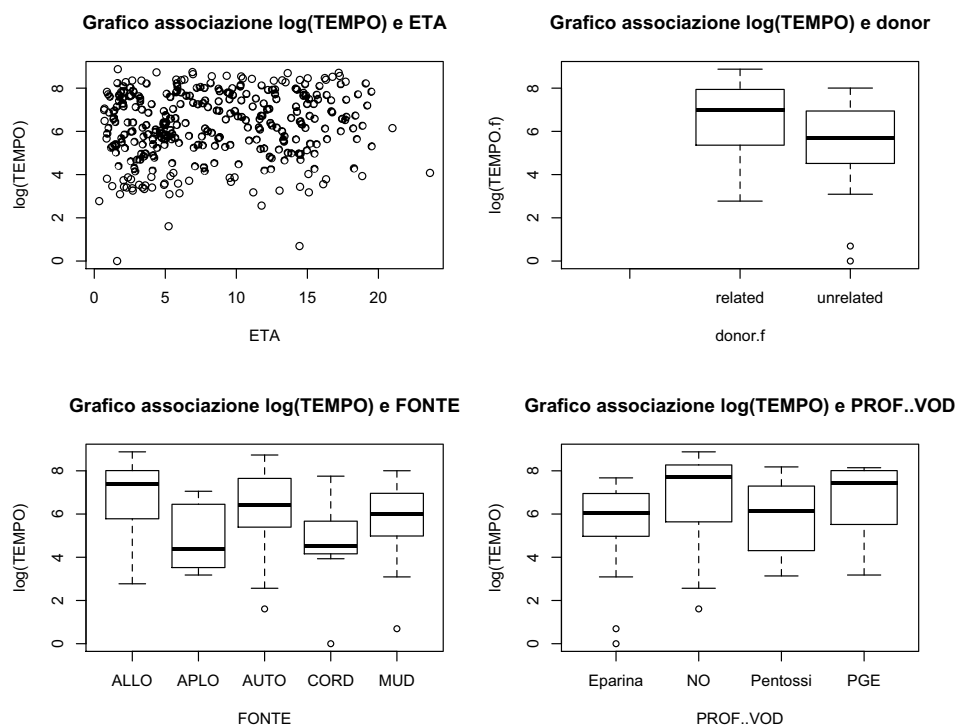 Grafico associazione log(TEMPO) e ETA
log(TEMPO)
8
6
4
2
0
0 5 10 15 20
ETA
Grafico associazione log(TEMPO) e donor
log(TEMPO.f)
8
6
4
2
0
related unrelated
donor.f
Grafico associazione log(TEMPO) e FONTE
log(TEMPO)
8
6
4
2
0
ALLO APLO AUTO CORD MUD
FONTE
Grafico associazione log(TEMPO) e PROF..VOD
log(TEMPO)
8
6
4
2
0
Eparina NO Pentossi PGE
PROF..VOD